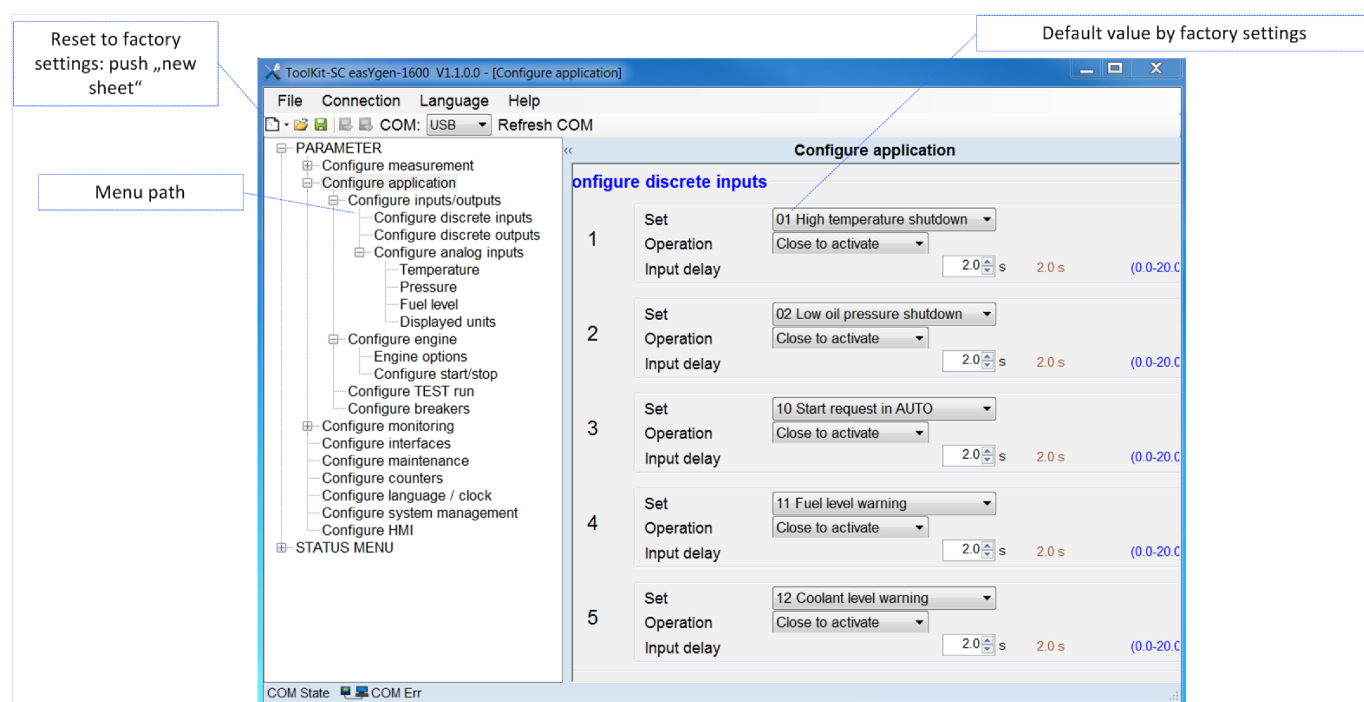 Reset to factory
settings: push „new
sheet“
Default value by factory settings
Menu path
ToolKit-SC easYgen-1600 V1.1.0.0 - [Configure application]
File Connection Language Help
COM: USB Refresh COM
PARAMETER
Configure measurement
Configure application
Configure inputs/outputs
Configure discrete inputs
Configure discrete outputs
Configure analog inputs
Temperature
Pressure
Fuel level
Displayed units
Configure engine
Engine options
Configure start/stop
Configure TEST run
Configure breakers
Configure monitoring
Configure interfaces
Configure maintenance
Configure counters
Configure language / clock
Configure system management
Configure HMI
STATUS MENU
« Configure application
onfigure discrete inputs
1
Set 01 High temperature shutdown
Operation Close to activate
Input delay 2.0 s 2.0 s (0.0-20.0
2
Set 02 Low oil pressure shutdown
Operation Close to activate
Input delay 2.0 s 2.0 s (0.0-20.0
3
Set 10 Start request in AUTO
Operation Close to activate
Input delay 2.0 s 2.0 s (0.0-20.0
4
Set 11 Fuel level warning
Operation Close to activate
Input delay 2.0 s 2.0 s (0.0-20.0
5
Set 12 Coolant level warning
Operation Close to activate
Input delay 2.0 s 2.0 s (0.0-20.0
COM State COM Err